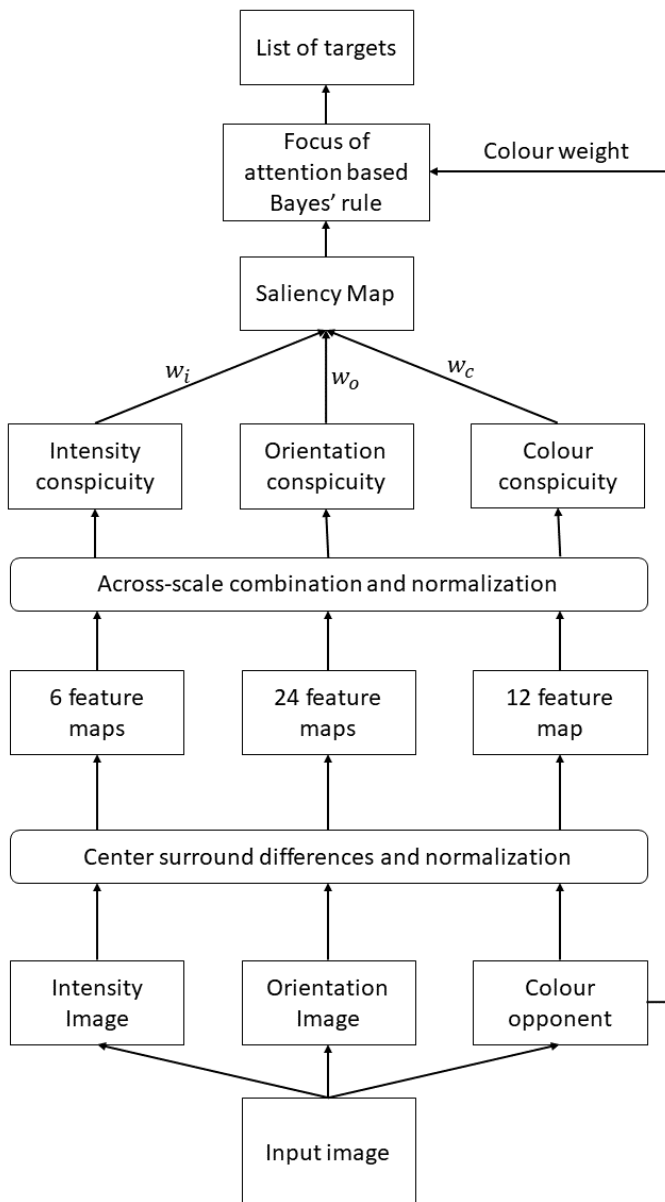 List of targets
Focus of
attention based
Bayes’ rule
Colour weight
Saliency Map
w_i
w_o
w_c
Intensity
conspicuity
Orientation
conspicuity
Colour
conspicuity
Across-scale combination and normalization
6 feature
maps
24 feature
maps
12 feature
map
Center surround differences and normalization
Intensity
Image
Orientation
Image
Colour
opponent
Input image